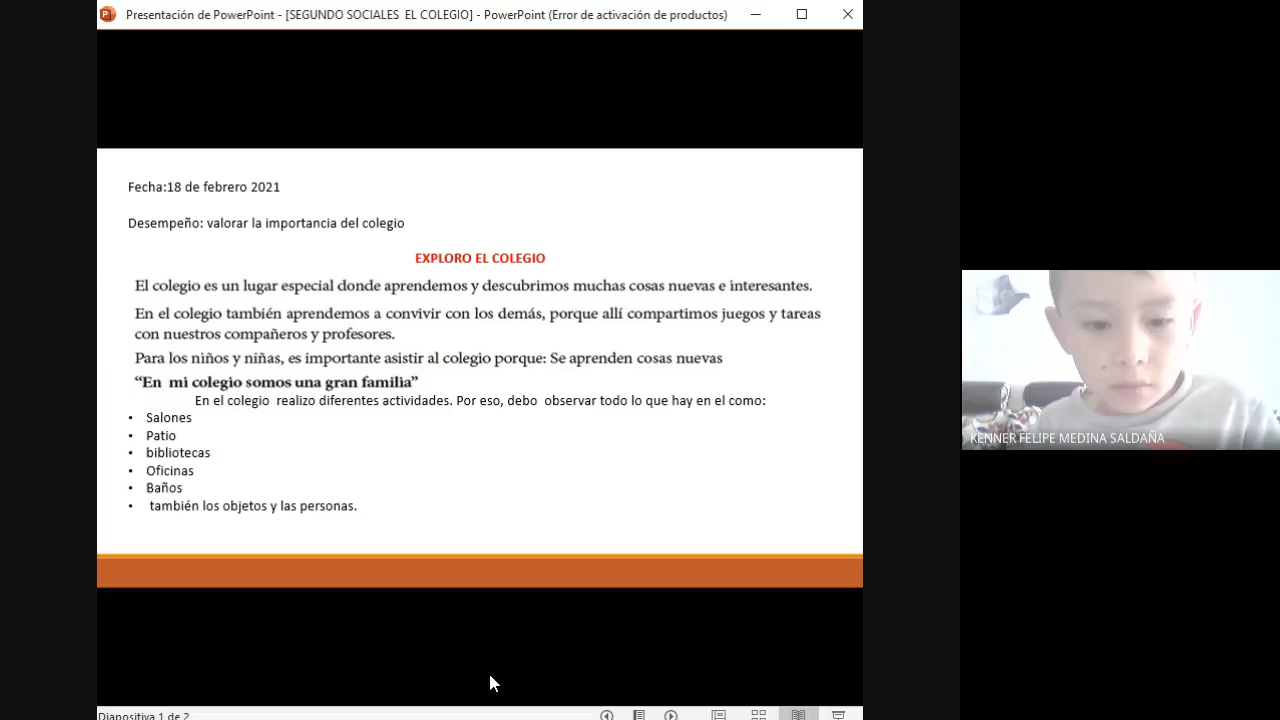 Presentación de PowerPoint - [SEGUNDO SOCIALES  EL COLEGIO] - PowerPoint (Error de activación de productos)
Fecha:18 de febrero 2021
Desempeño: valorar la importancia del colegio
EXPLORO EL COLEGIO
El colegio es un lugar especial donde aprendemos y descubrimos muchas cosas nuevas e interesantes.
En el colegio también aprendemos a convivir con los demás, porque allí compartimos juegos y tareas
con nuestros compañeros y profesores.
Para los niños y niñas, es importante asistir al colegio porque: Se aprenden cosas nuevas
“En  mi colegio somos una gran familia”
En el colegio  realizo diferentes actividades. Por eso, debo  observar todo lo que hay en el como:
• Salones
• Patio
• bibliotecas
• Oficinas
• Baños
• también los objetos y las personas.
KENNER FELIPE MEDINA SALDAÑA
Diapositiva 1 de 2